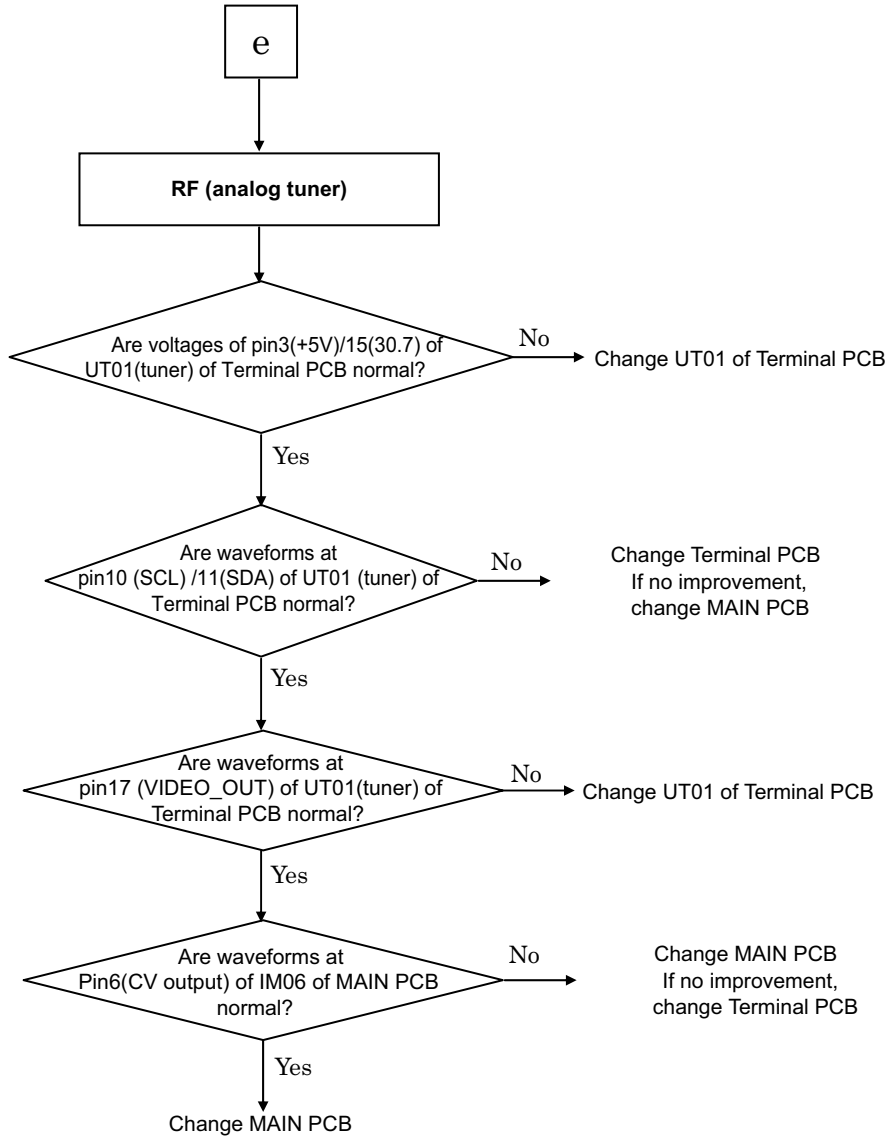 e
RF (analog tuner)
Are voltages of pin3(+5V)/15(30.7) of
UT01(tuner) of Terminal PCB normal?
No
Change UT01 of Terminal PCB
Yes
Are waveforms at
pin10 (SCL) /11(SDA) of UT01 (tuner) of
Terminal PCB normal?
No
Change Terminal PCB
If no improvement,
change MAIN PCB
Yes
Are waveforms at
pin17 (VIDEO_OUT) of UT01(tuner) of
Terminal PCB normal?
No
Change UT01 of Terminal PCB
Yes
Are waveforms at
Pin6(CV output) of IM06 of MAIN PCB
normal?
No
Change MAIN PCB
If no improvement,
change Terminal PCB
Yes
Change MAIN PCB